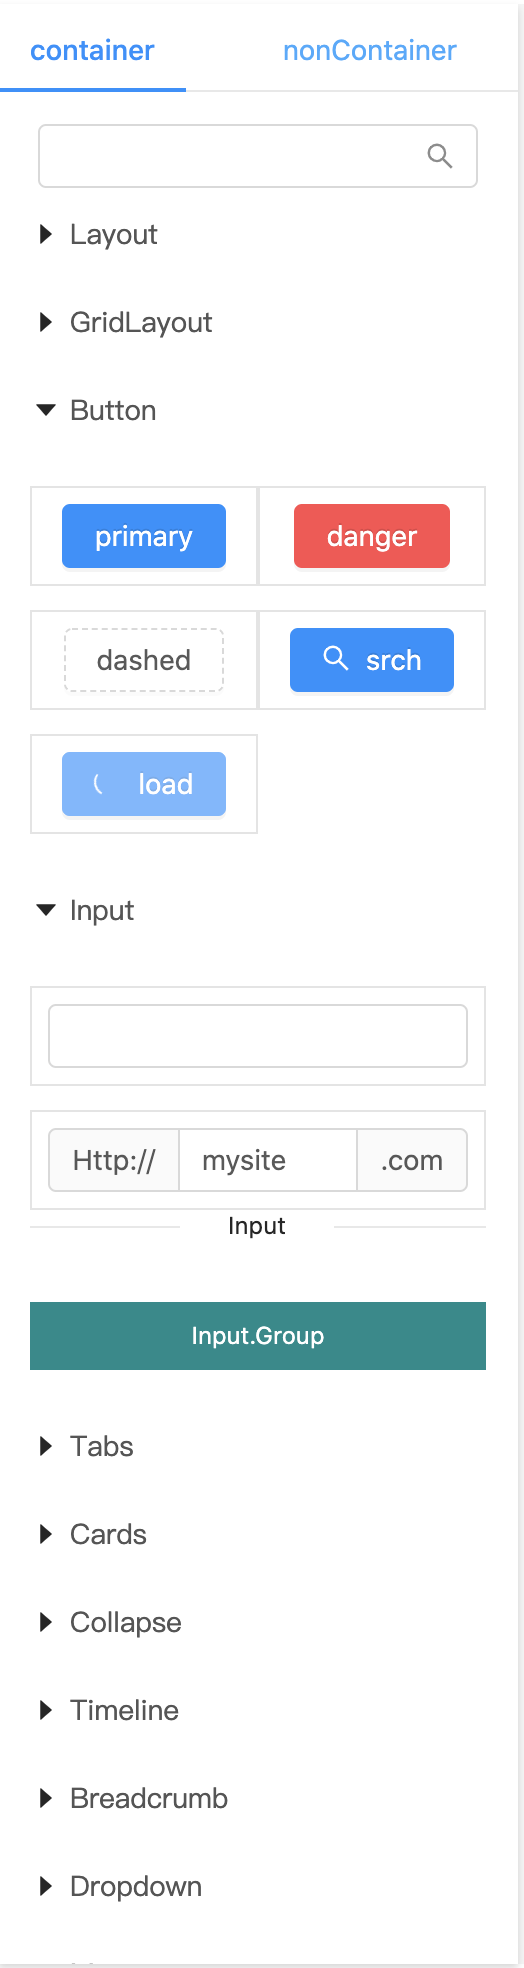 container nonContainer
Layout
GridLayout
Button
primary danger
dashed srch
load
Input
Http:// mysite .com
Input
Input.Group
Tabs
Cards
Collapse
Timeline
Breadcrumb
Dropdown